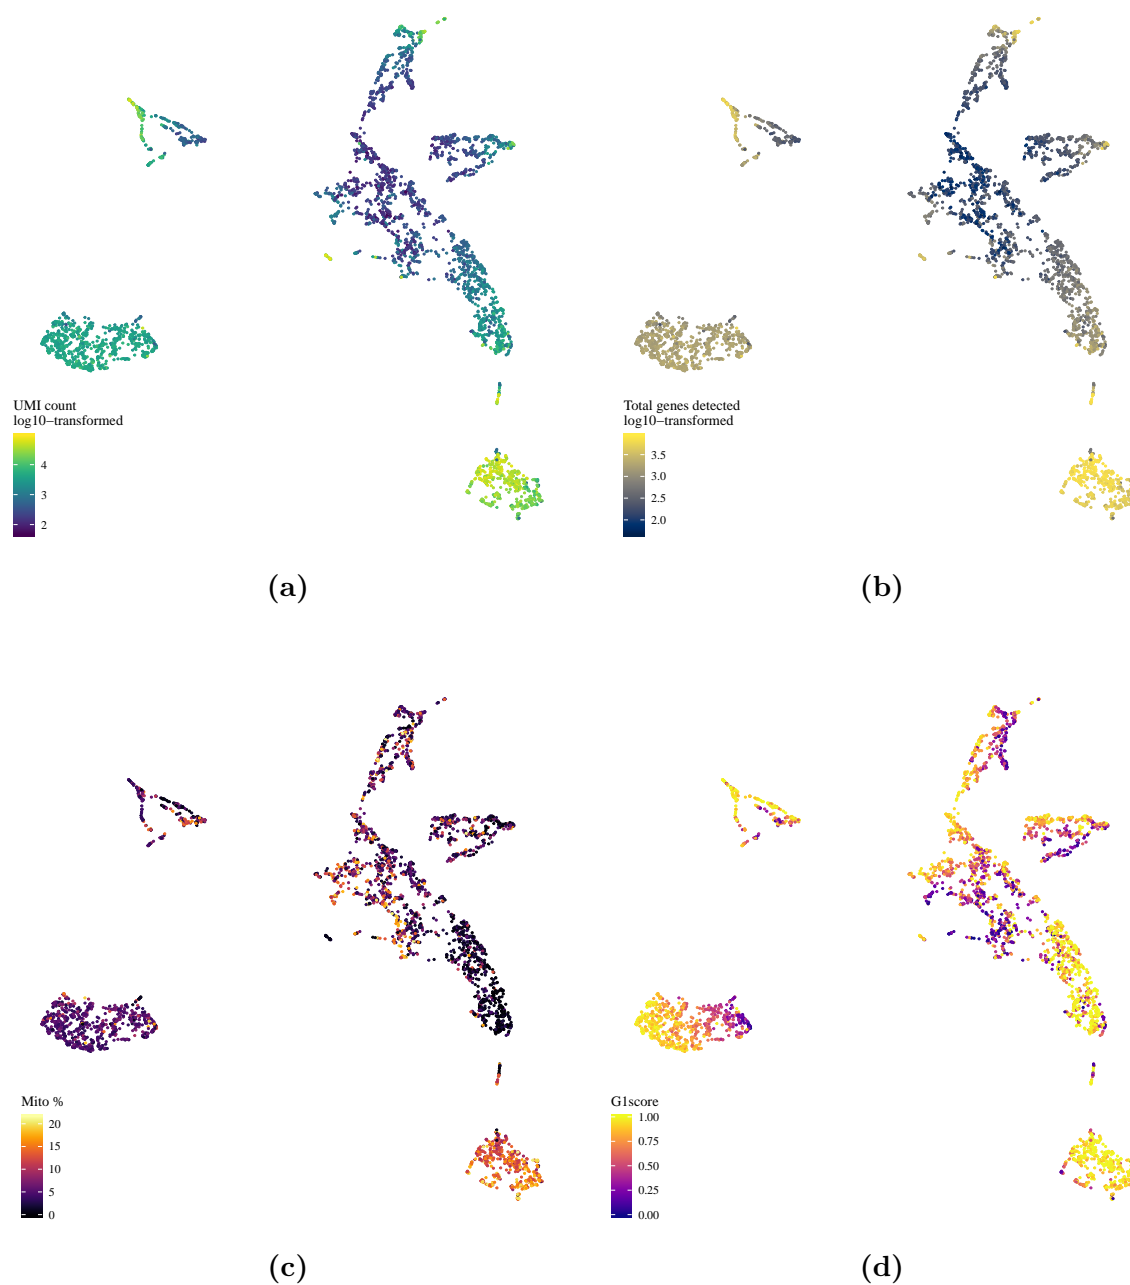 UMI count
log10−transformed
4
3
2
(a)
Total genes detected
log10−transformed
3.5
3.0
2.5
2.0
(b)
Mito %
20
15
10
5
0
(c)
G1score
1.00
0.75
0.50
0.25
0.00
(d)